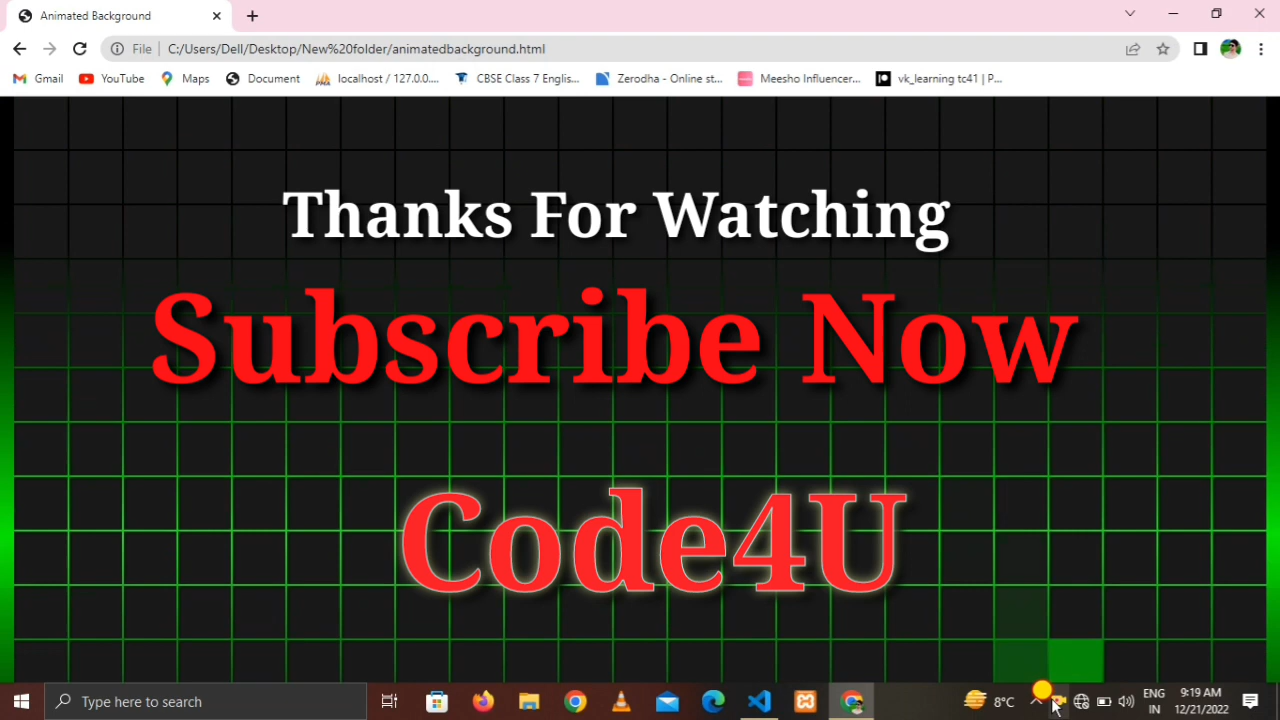 Animated Background
File
C:/Users/Dell/Desktop/New%20folder/animatedbackground.html
Gmail
YouTube
Maps
Document
localhost / 127.0.0....
CBSE Class 7 Englis...
Zerodha - Online st...
Meesho Influencer...
vk_learning tc41 | P...
Thanks For Watching
Subscribe Now
Code4U
Type here to search
8°C
ENG
IN
9:19 AM
12/21/2022